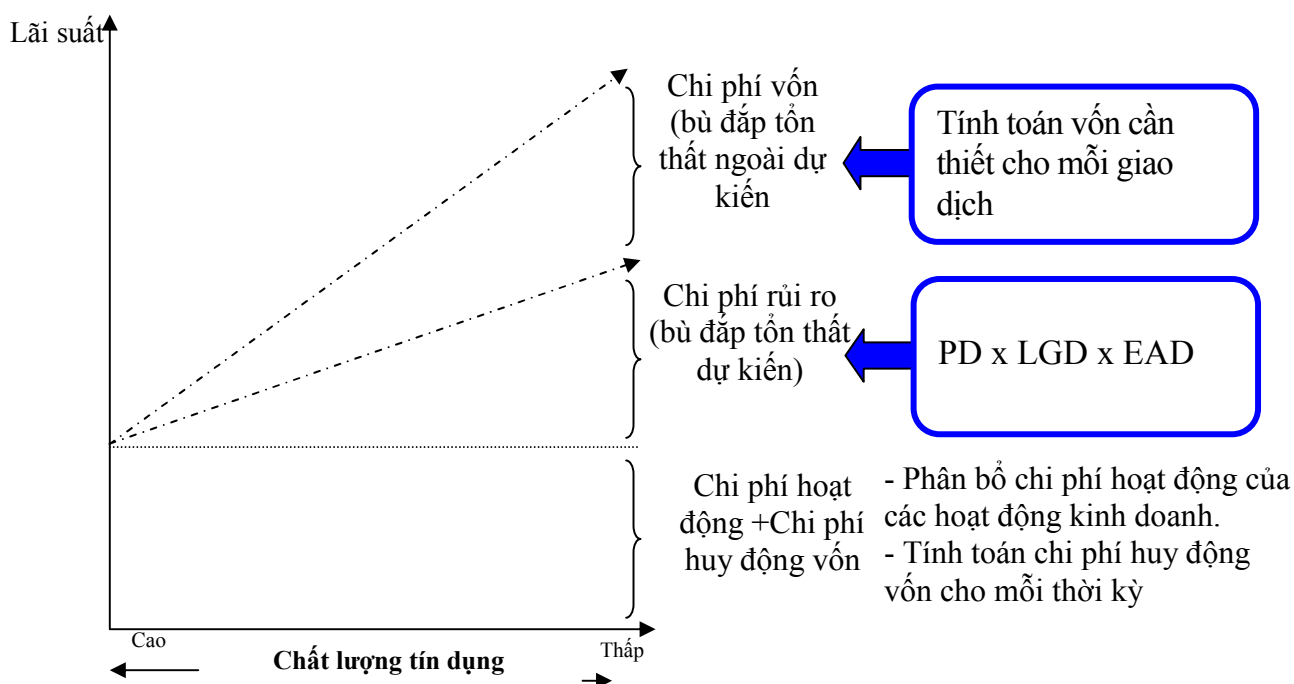 Lãi suất
Chi phí vốn
(bù đắp tổn
thất ngoài dự
kiến
Tính toán vốn cần
thiết cho mỗi giao
dịch
Chi phí rủi ro
(bù đắp tổn thất
dự kiến)
PD x LGD x EAD
Chi phí hoạt
động +Chi phí
huy động vốn
- Phân bổ chi phí hoạt động của
các hoạt động kinh doanh.
- Tính toán chi phí huy động
vốn cho mỗi thời kỳ
Cao
Thấp
Chất lượng tín dụng